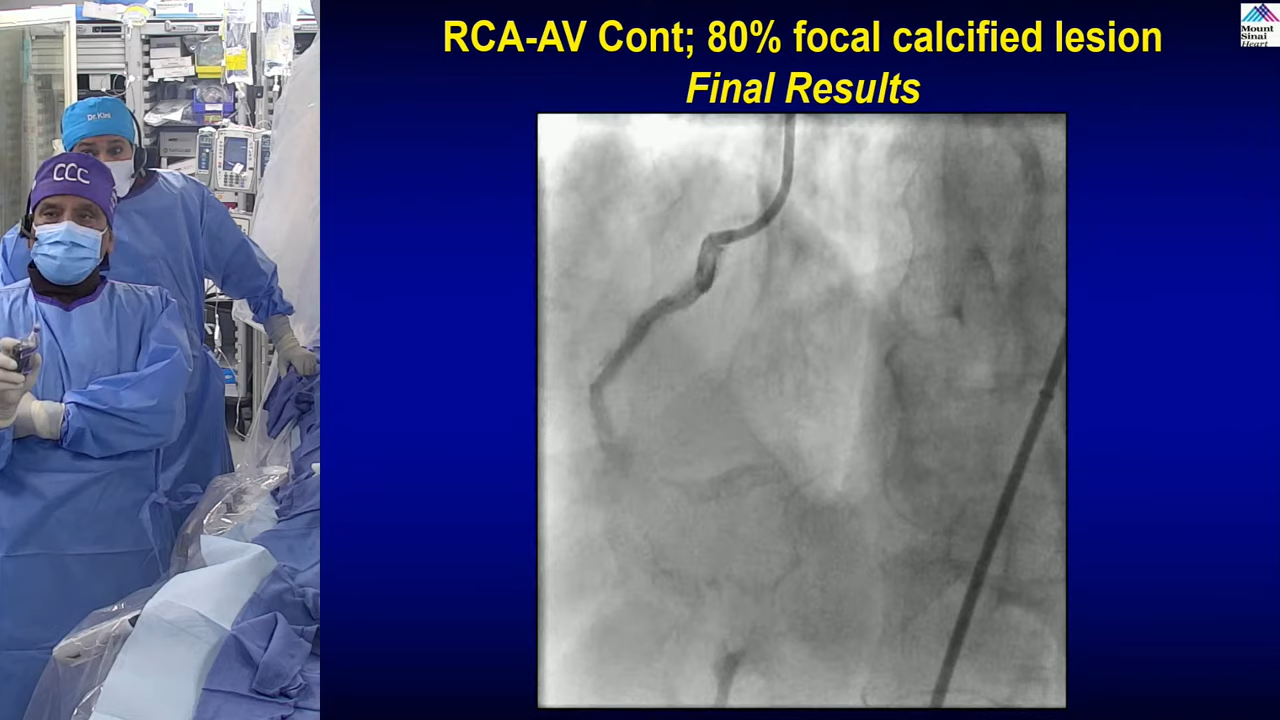 RCA-AV Cont; 80% focal calcified lesion
Final Results
Mount
Sinai
Heart
Dr. Kini
CCC